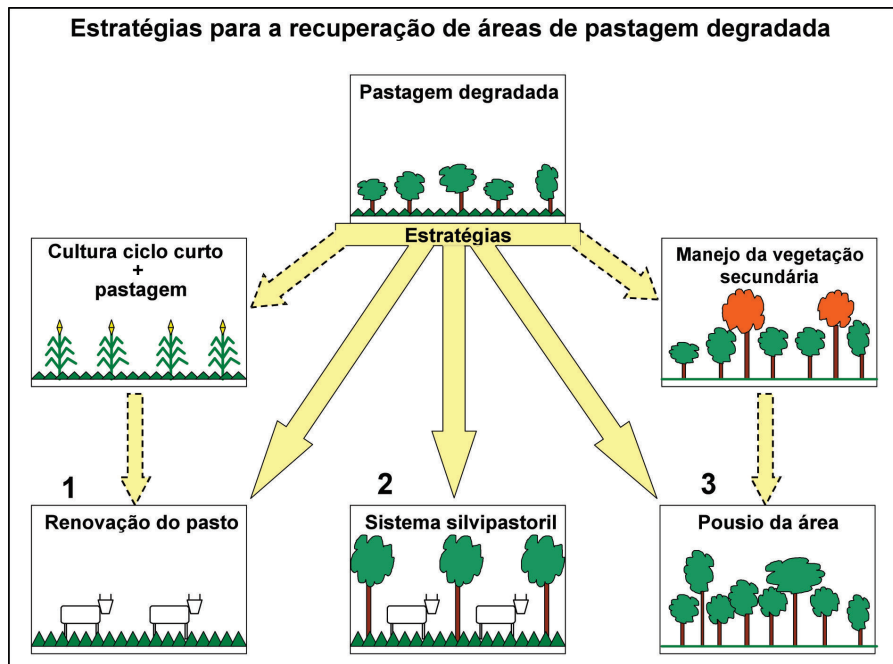 Estratégias para a recuperação de áreas de pastagem degradada
Pastagem degradada
Estratégias
Cultura ciclo curto
+
pastagem
Manejo da vegetação
secundária
1
Renovação do pasto
2
Sistema silvipastoril
3
Pousio da área